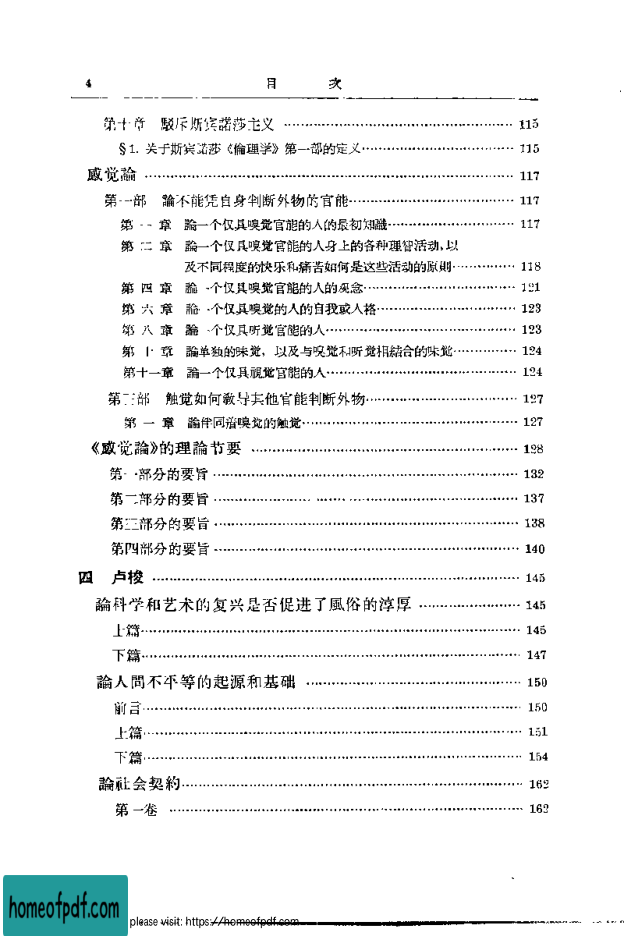 4 目 次
第十章 駁斥斯宾諾莎主义 115
§1. 关于斯宾諾莎《倫理学》第一部的定义 115
感觉論 117
第一部 論不能凭自身判断外物的官能 117
第一章 論一个仅具嗅觉官能的人的最初知識 117
第二章 論一个仅具嗅觉官能的人身上的各种理智活动,以
及不同程度的快乐和痛苦如何是这些活动的原則 118
第四章 論一个仅具嗅觉官能的人的观念 121
第六章 論一个仅具嗅觉的人的自我或人格 123
第八章 論一个仅具听觉官能的人 123
第十章 論单独的味觉,以及与嗅觉和听觉相結合的味觉 124
第十一章 論一个仅具視觉官能的人 124
第三部 触觉如何敎导其他官能判断外物 127
第一章 論伴同着嗅觉的触觉 127
《感觉論》的理論节要 128
第一部分的要旨 132
第二部分的要旨 137
第三部分的要旨 138
第四部分的要旨 140
四 卢梭 145
論科学和艺术的复兴是否促进了風俗的淳厚 145
上篇 145
下篇 147
論人間不平等的起源和基础 150
前言 150
上篇 151
下篇 154
論社会契約 162
第一卷 162
homeofpdf.com
please visit: https://homeofpdf.com